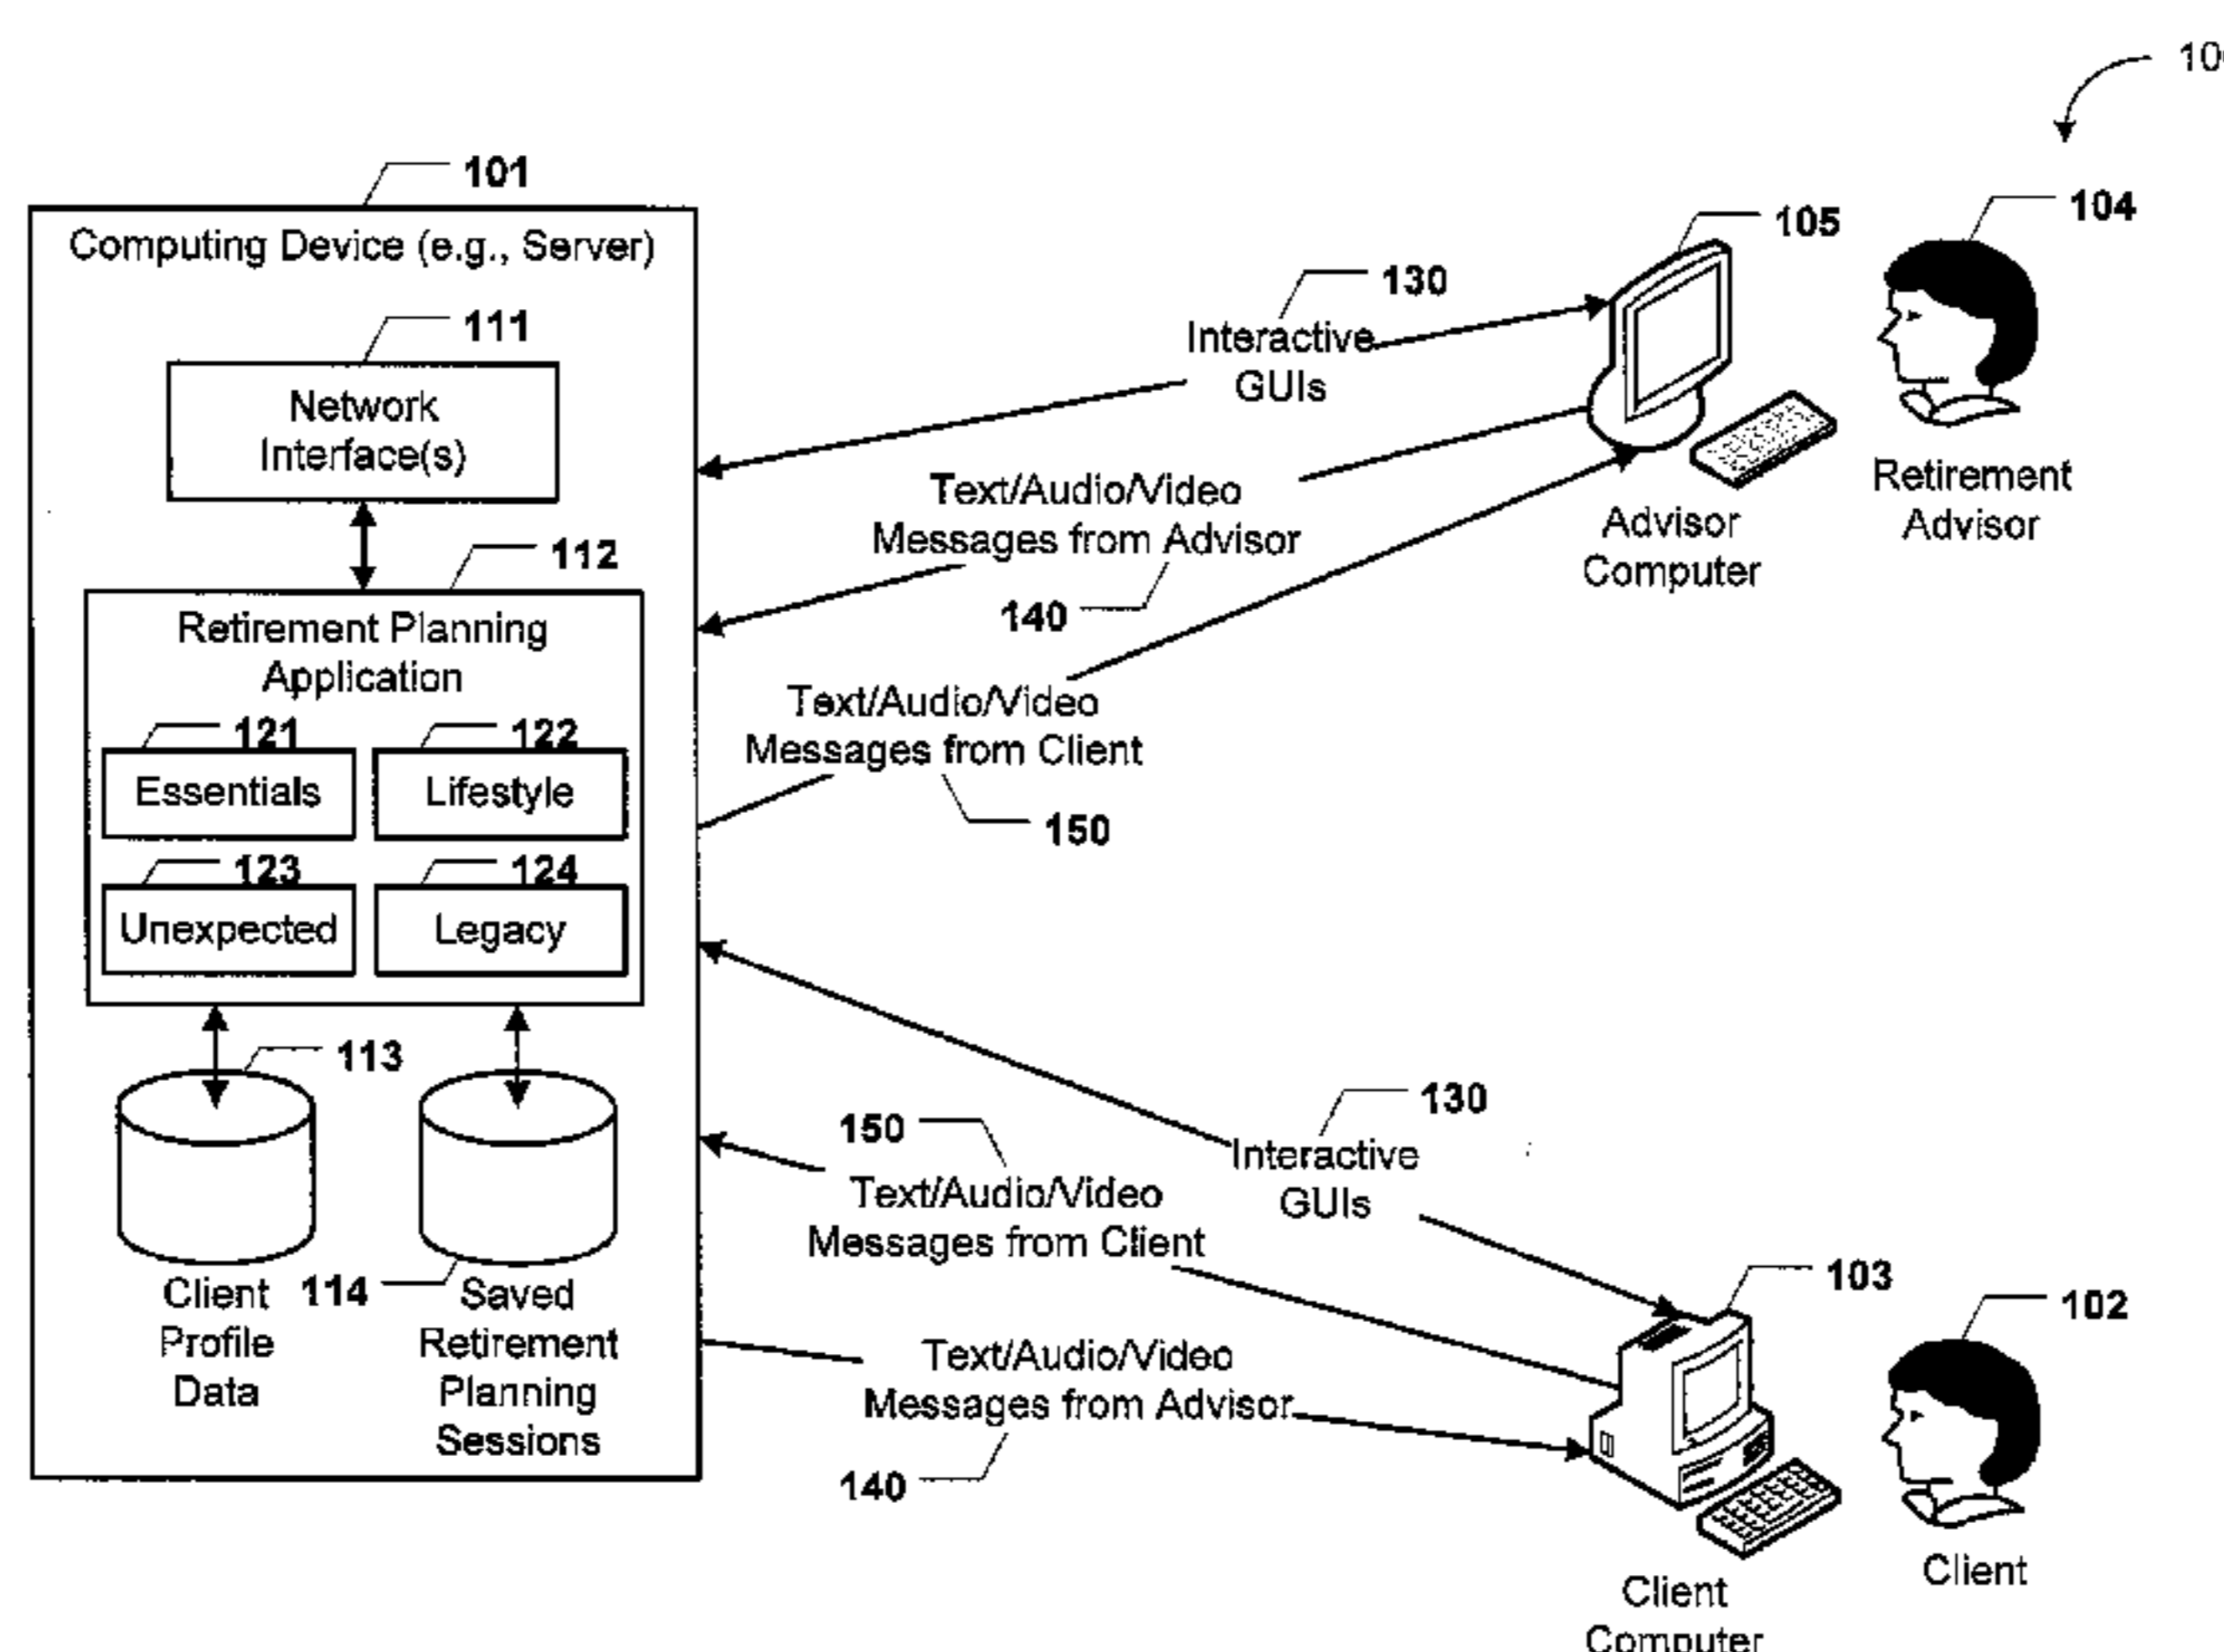 10
101
Computing Device (e.g., Server)
111
Network
Interface(s)
112
Retirement Planning
Application
121
122
Essentials
Lifestyle
123
124
Unexpected
Legacy
113
Client
Profile
Data
114
Saved
Retirement
Planning
Sessions
130
Interactive
GUIs
Text/Audio/Video
Messages from Advisor
140
Text/Audio/Video
Messages from Client
150
105
Advisor
Computer
104
Retirement
Advisor
130
Interactive
GUIs
150
Text/Audio/Video
Messages from Client
Text/Audio/Video
Messages from Advisor
140
103
Client
Computer
102
Client